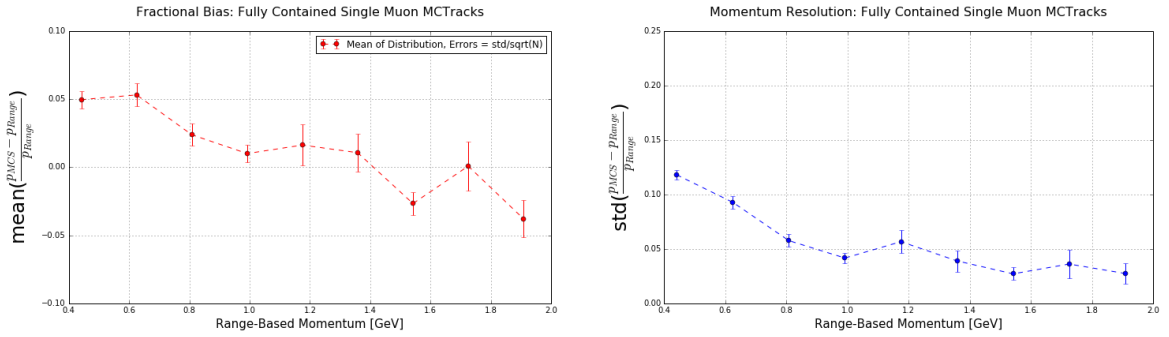 Fractional Bias: Fully Contained Single Muon MCTracks
0.10
Mean of Distribution, Errors = std/sqrt(N)
0.05
0.00
−0.05
−0.10
mean(p_MCS − p_Range / p_Range)
0.4 0.6 0.8 1.0 1.2 1.4 1.6 1.8 2.0
Range-Based Momentum [GeV]
Momentum Resolution: Fully Contained Single Muon MCTracks
0.25
0.20
0.15
0.10
0.05
0.00
std(p_MCS − p_Range / p_Range)
0.4 0.6 0.8 1.0 1.2 1.4 1.6 1.8 2.0
Range-Based Momentum [GeV]